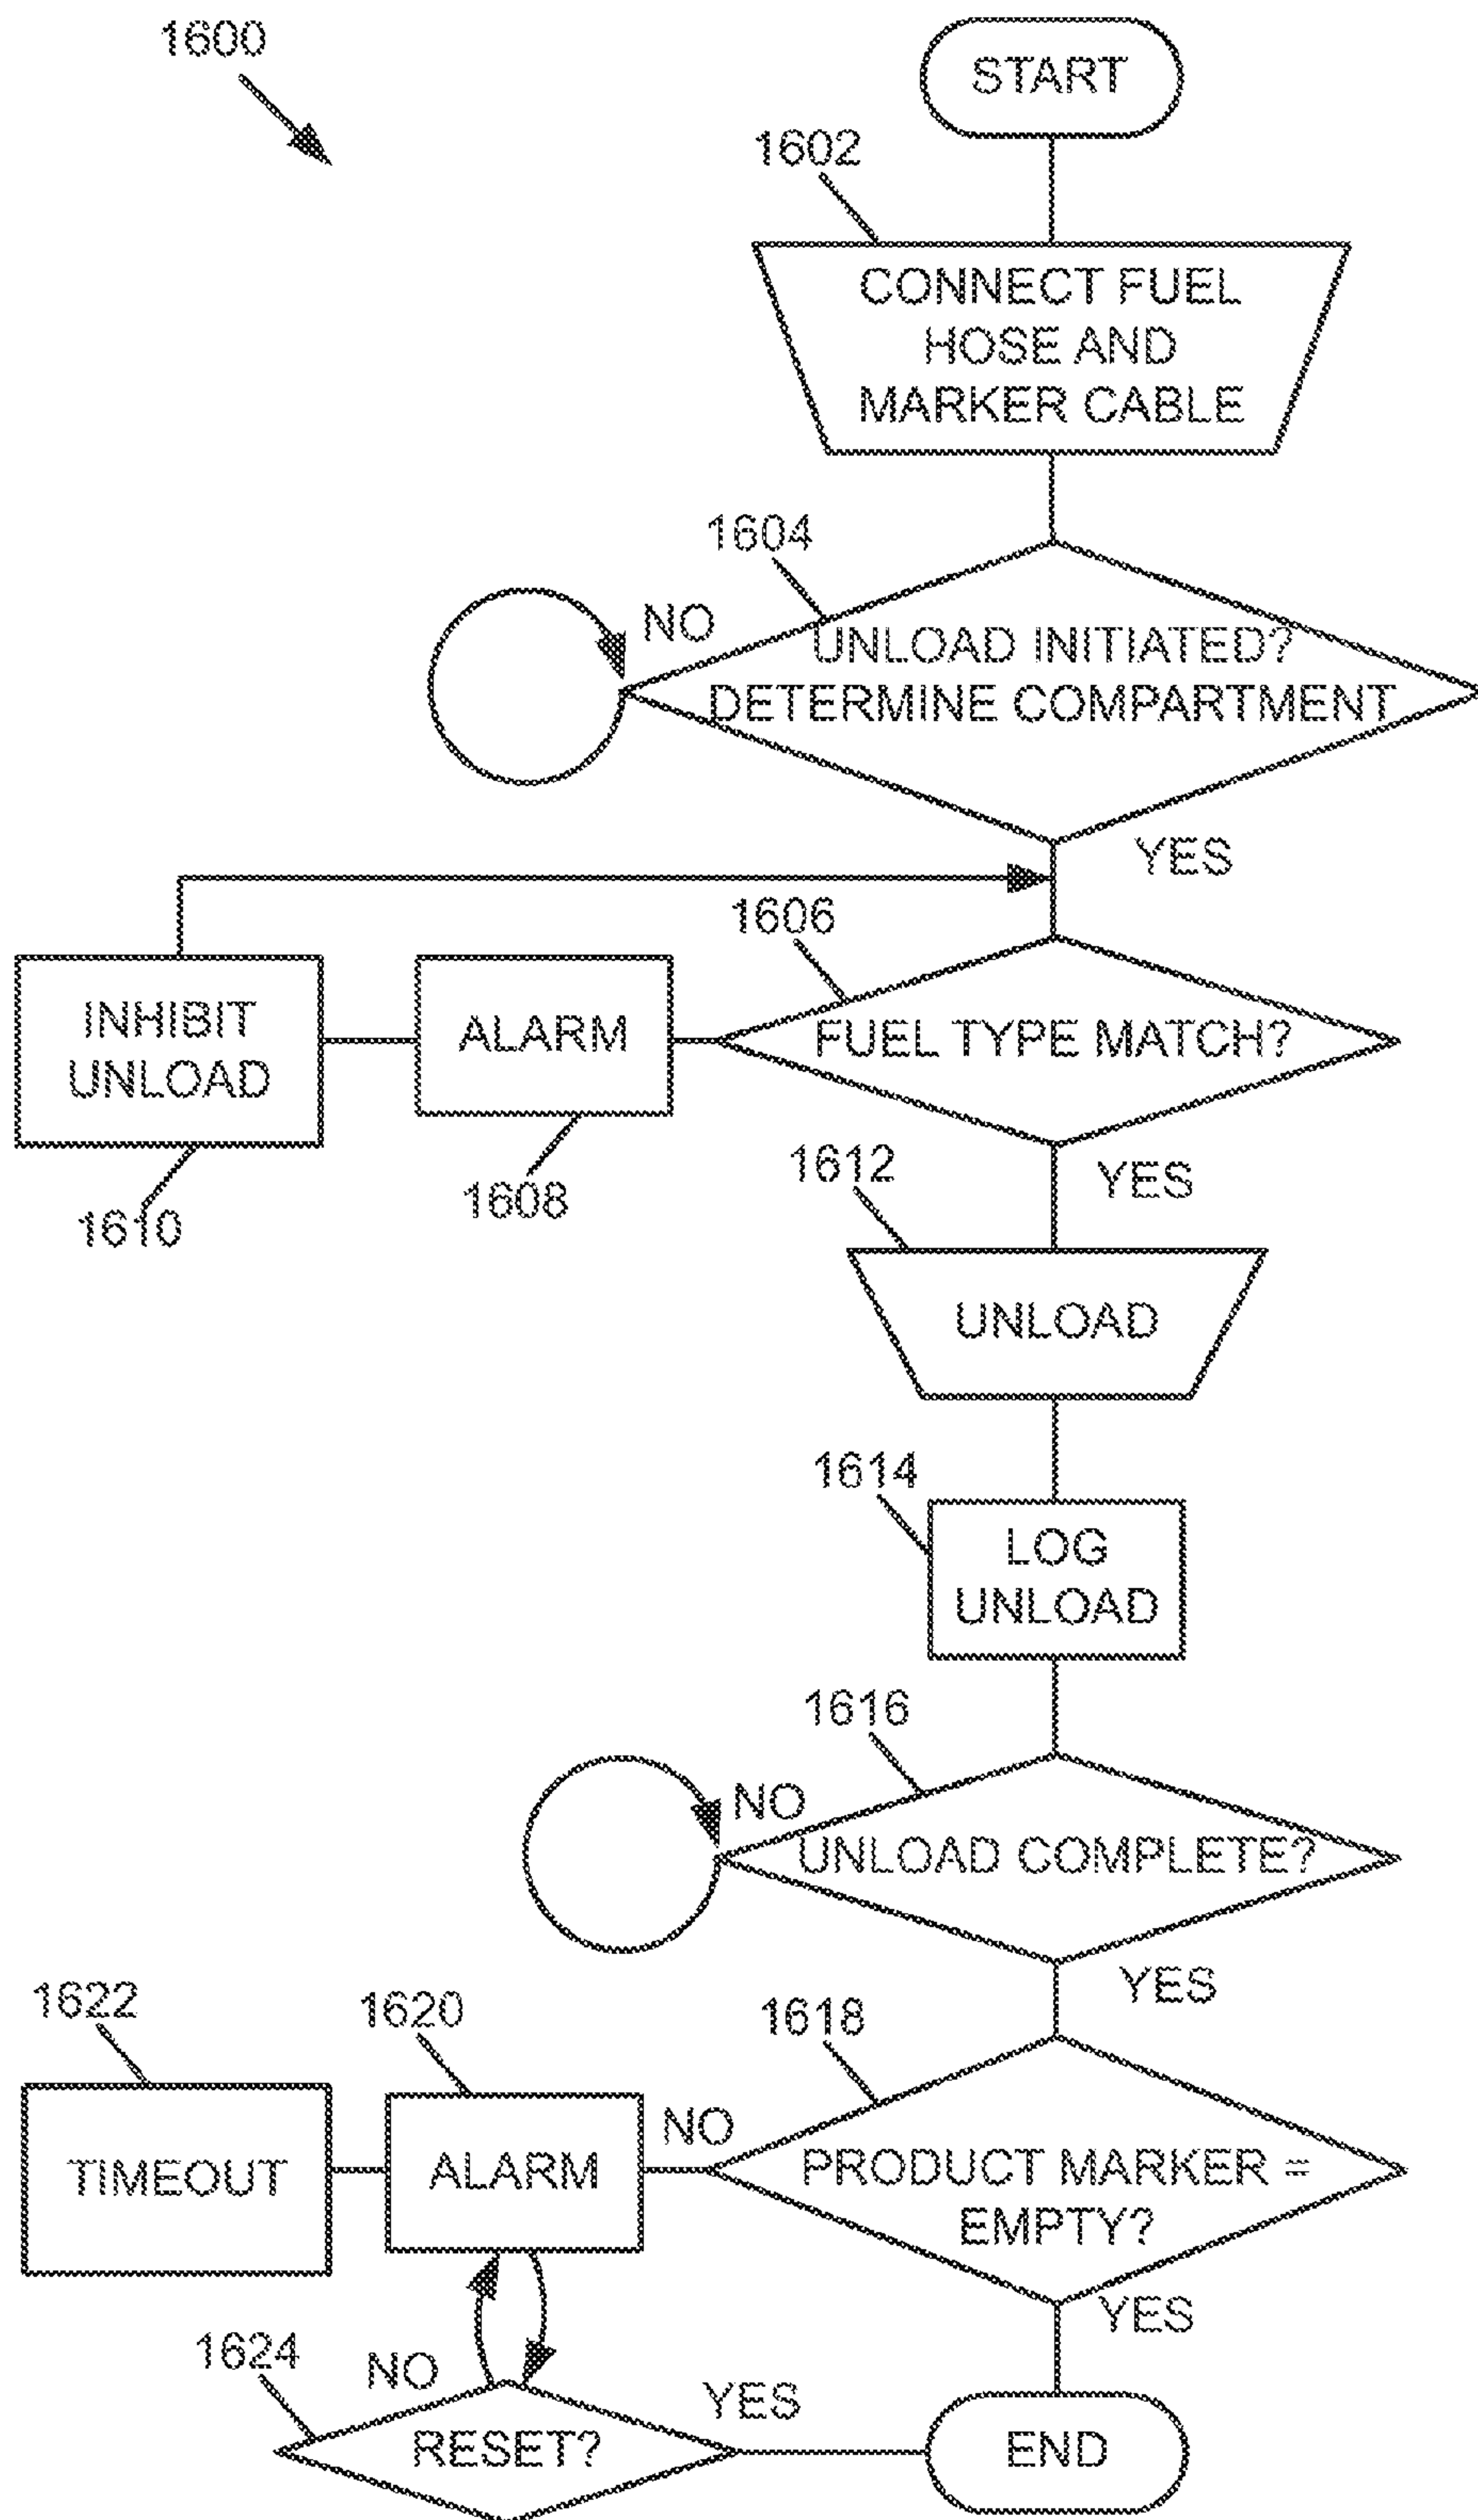 1600
START
1602
CONNECT FUEL
HOSE AND
MARKER CABLE
1604
NO
UNLOAD INITIATED?
DETERMINE COMPARTMENT
YES
1606
INHIBIT
UNLOAD
ALARM
FUEL TYPE MATCH?
1610
1608
1612
YES
UNLOAD
1614
LOG
UNLOAD
1616
NO
UNLOAD COMPLETE?
YES
1622
1620
1618
NO
TIMEOUT
ALARM
PRODUCT MARKER =
EMPTY?
YES
1624
NO
YES
RESET?
END